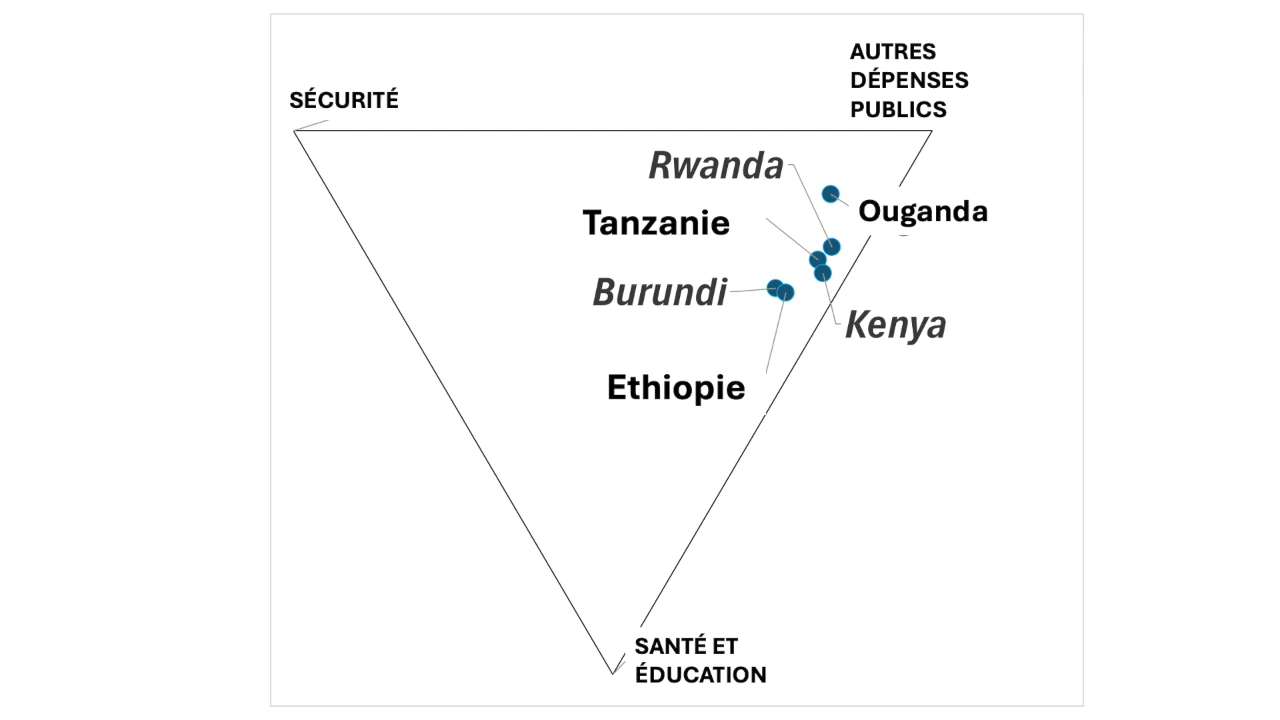 AUTRES
DÉPENSES
PUBLICS
SÉCURITÉ
Rwanda
Ouganda
Tanzanie
Burundi
Kenya
Ethiopie
SANTÉ ET
ÉDUCATION